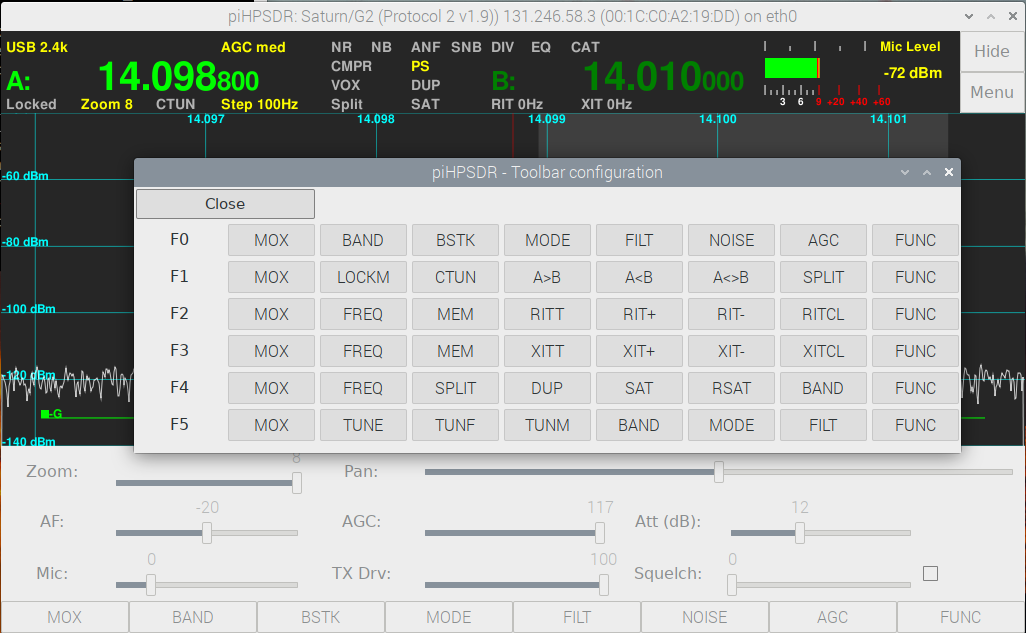 piHPSDR: Saturn/G2 (Protocol 2 v1.9)) 131.246.58.3 (00:1C:C0:A2:19:DD) on eth0
USB 2.4k AGC med NR NB ANF SNB DIV EQ CAT Mic Level Hide
CMPR PS
A: 14.098800 VOX DUP B: 14.010000 -72 dBm
Locked Zoom 8 CTUN Step 100Hz Split SAT RIT 0Hz XIT 0Hz 3 6 9 +20 +40 +60 Menu
14.097 14.098 14.099 14.100 14.101
-60 dBm
-80 dBm
-100 dBm
-120 dBm
-G
-140 dBm
piHPSDR - Toolbar configuration
Close
F0 MOX BAND BSTK MODE FILT NOISE AGC FUNC
F1 MOX LOCKM CTUN A>B A<B A<>B SPLIT FUNC
F2 MOX FREQ MEM RITT RIT+ RIT- RITCL FUNC
F3 MOX FREQ MEM XITT XIT+ XIT- XITCL FUNC
F4 MOX FREQ SPLIT DUP SAT RSAT BAND FUNC
F5 MOX TUNE TUNF TUNM BAND MODE FILT FUNC
Zoom: 8 Pan:
AF: -20 AGC: 117 Att (dB): 12
Mic: 0 TX Drv: 100 Squelch: 0
MOX BAND BSTK MODE FILT NOISE AGC FUNC